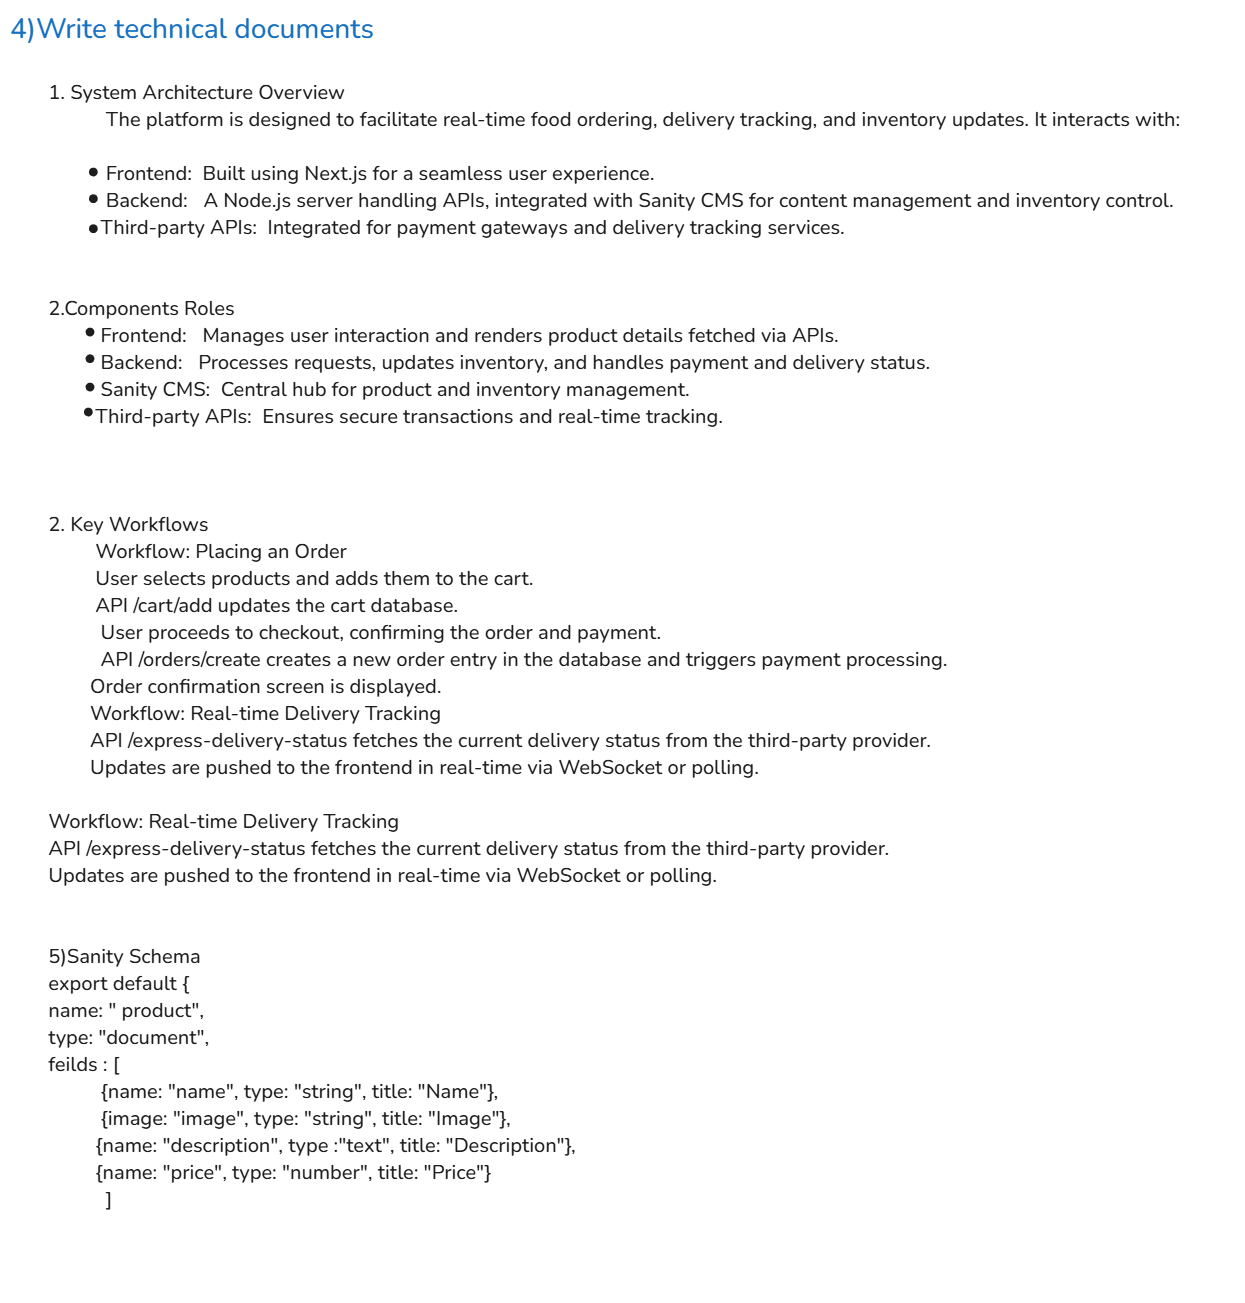 4)Write technical documents
1. System Architecture Overview
The platform is designed to facilitate real-time food ordering, delivery tracking, and inventory updates. It interacts with:
● Frontend: Built using Next.js for a seamless user experience.
● Backend: A Node.js server handling APIs, integrated with Sanity CMS for content management and inventory control.
●Third-party APIs: Integrated for payment gateways and delivery tracking services.
2.Components Roles
● Frontend: Manages user interaction and renders product details fetched via APIs.
● Backend: Processes requests, updates inventory, and handles payment and delivery status.
● Sanity CMS: Central hub for product and inventory management.
●Third-party APIs: Ensures secure transactions and real-time tracking.
2. Key Workflows
Workflow: Placing an Order
User selects products and adds them to the cart.
API /cart/add updates the cart database.
User proceeds to checkout, confirming the order and payment.
API /orders/create creates a new order entry in the database and triggers payment processing.
Order confirmation screen is displayed.
Workflow: Real-time Delivery Tracking
API /express-delivery-status fetches the current delivery status from the third-party provider.
Updates are pushed to the frontend in real-time via WebSocket or polling.
Workflow: Real-time Delivery Tracking
API /express-delivery-status fetches the current delivery status from the third-party provider.
Updates are pushed to the frontend in real-time via WebSocket or polling.
5)Sanity Schema
export default {
name: " product",
type: "document",
feilds : [
{name: "name", type: "string", title: "Name"},
{image: "image", type: "string", title: "Image"},
{name: "description", type :"text", title: "Description"},
{name: "price", type: "number", title: "Price"}
]